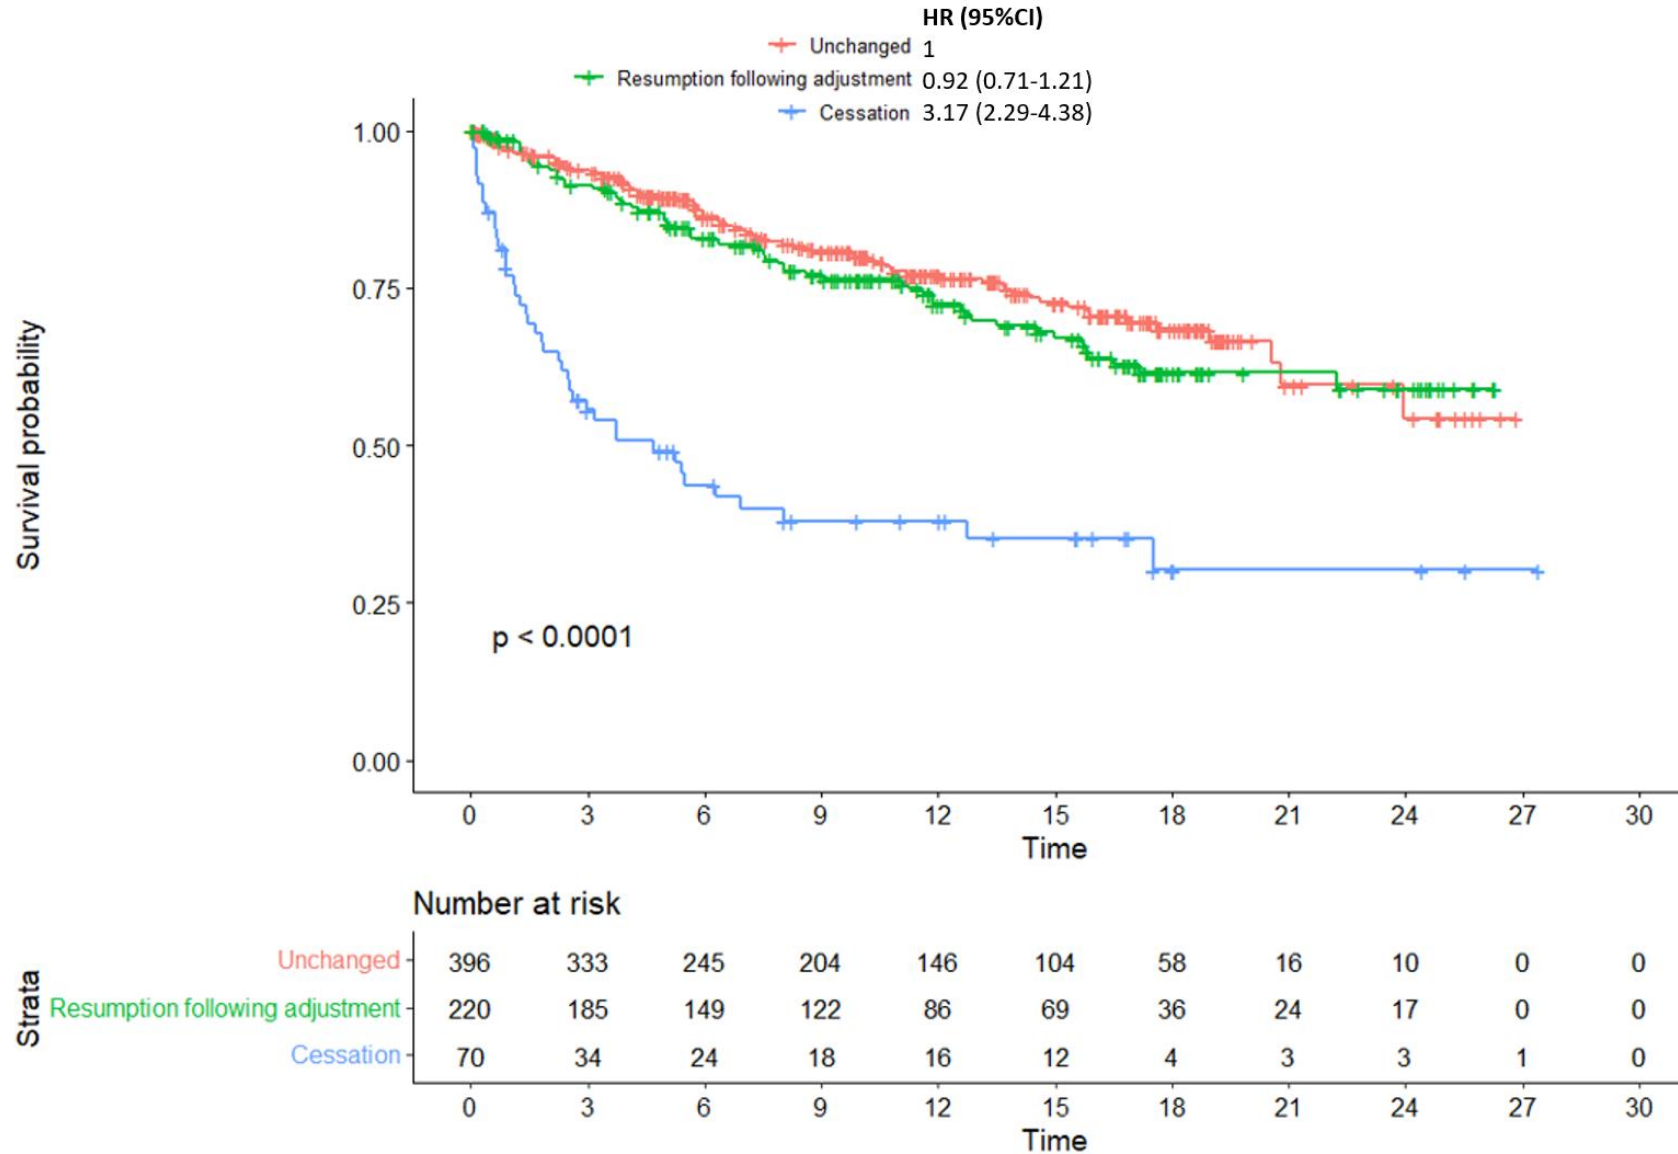 HR (95%CI)
Unchanged 1
Resumption following adjustment 0.92 (0.71-1.21)
Cessation 3.17 (2.29-4.38)
Survival probability
1.00
0.75
0.50
0.25
0.00
p < 0.0001
0 3 6 9 12 15 18 21 24 27 30
Time
Number at risk
Strata
Unchanged 396 333 245 204 146 104 58 16 10 0 0
Resumption following adjustment 220 185 149 122 86 69 36 24 17 0 0
Cessation 70 34 24 18 16 12 4 3 3 1 0
0 3 6 9 12 15 18 21 24 27 30
Time